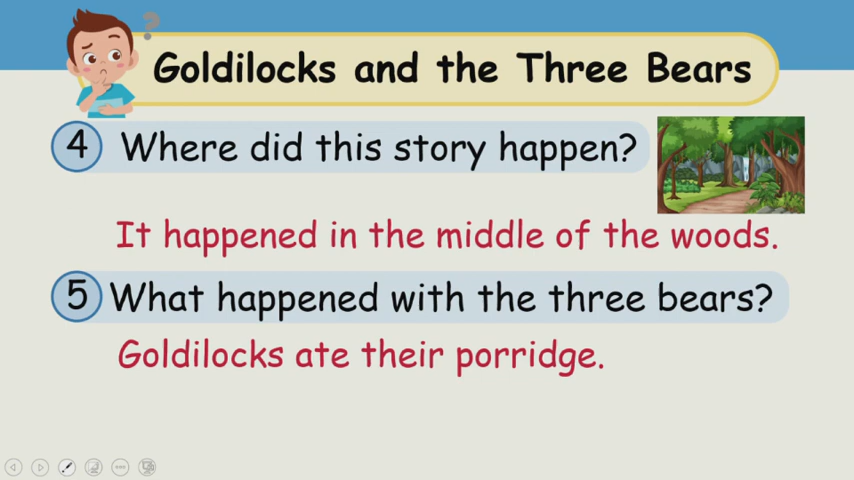 Goldilocks and the Three Bears
4 Where did this story happen?
It happened in the middle of the woods.
5 What happened with the three bears?
Goldilocks ate their porridge.